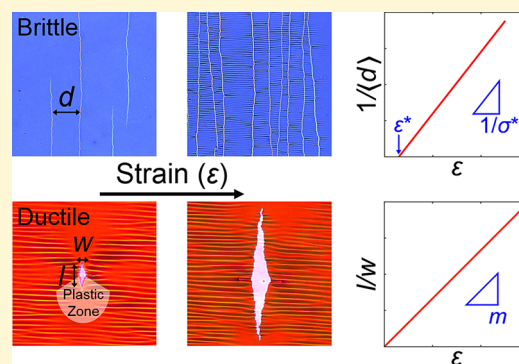 Brittle
d
1/⟨d⟩
ε*
1/σ*
ε
Strain (ε)
Ductile
w
l
Plastic
Zone
l/w
m
ε